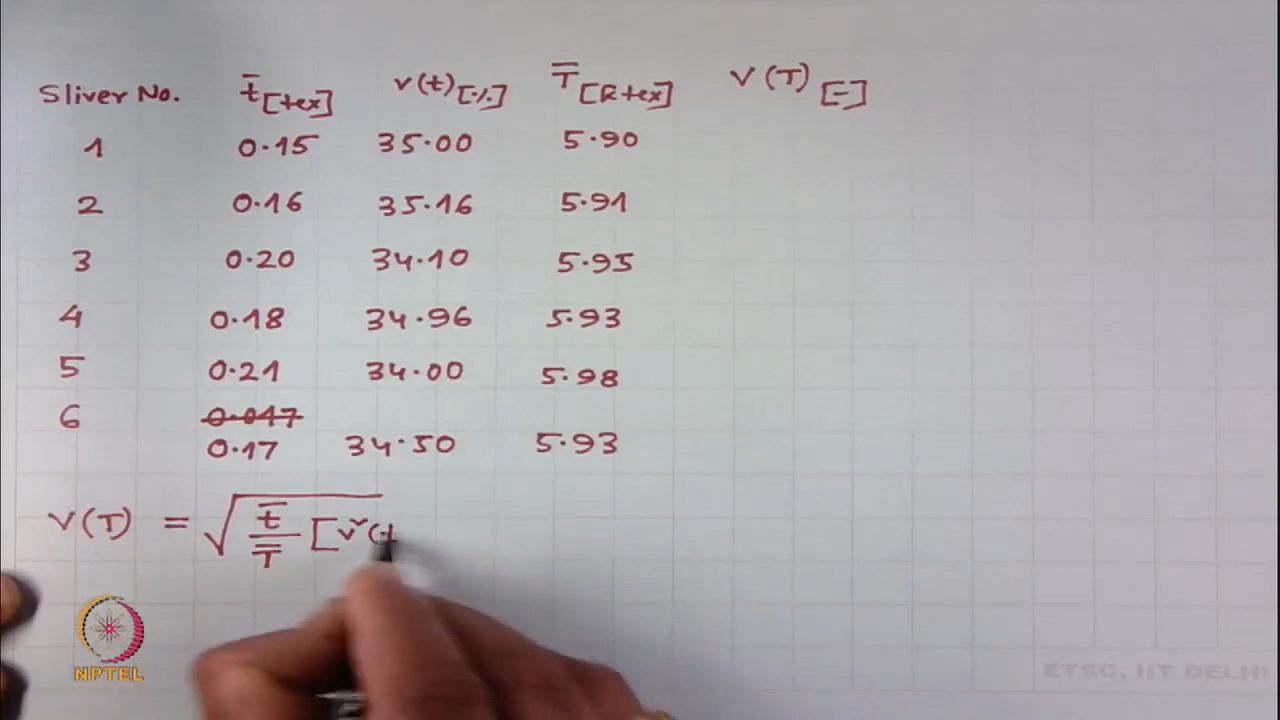 Sliver No. t̄ [tex] v(t) [%] T̄ [ktex] V(T) [-]
1 0.15 35.00 5.90
2 0.16 35.16 5.91
3 0.20 34.10 5.95
4 0.18 34.96 5.93
5 0.21 34.00 5.98
6 0.017
0.17 34.50 5.93
V(T) = √ t̄/T̄ [v²(t
NPTEL
ETSC, IIT DELHI